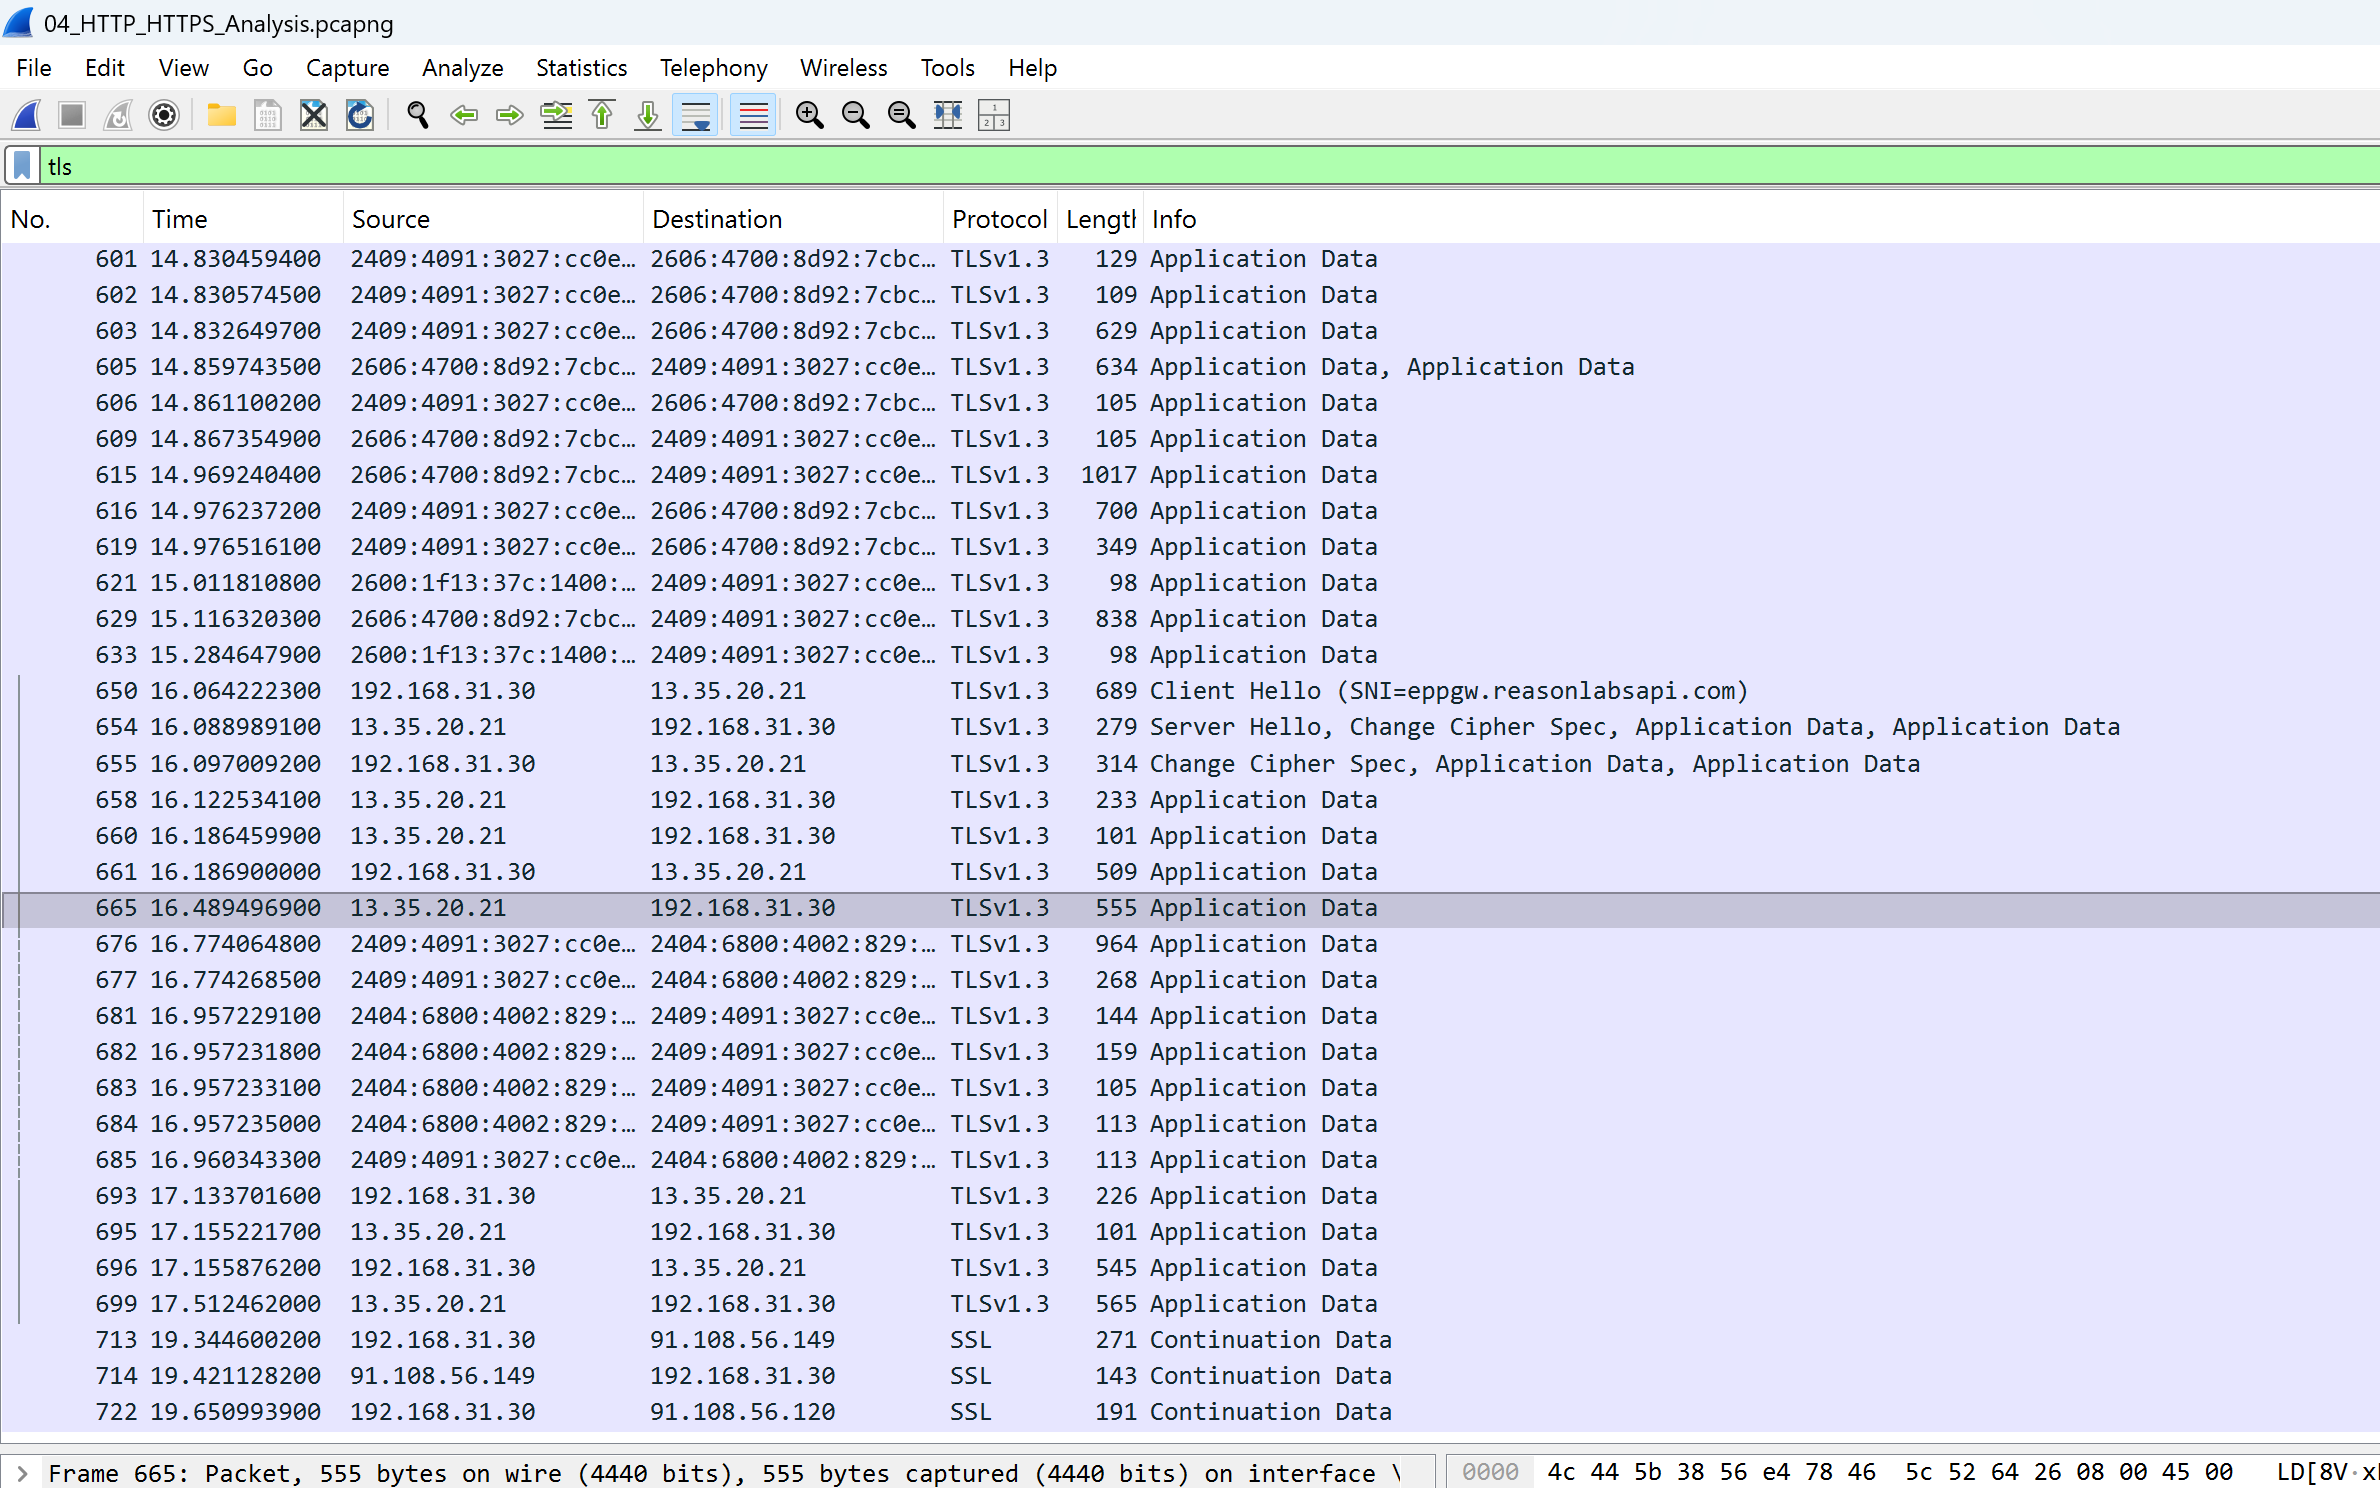 04_HTTP_HTTPS_Analysis.pcapng
File Edit View Go Capture Analyze Statistics Telephony Wireless Tools Help
tls
No. Time Source Destination Protocol Length Info
601 14.830459400 2409:4091:3027:cc0e… 2606:4700:8d92:7cbc… TLSv1.3 129 Application Data
602 14.830574500 2409:4091:3027:cc0e… 2606:4700:8d92:7cbc… TLSv1.3 109 Application Data
603 14.832649700 2409:4091:3027:cc0e… 2606:4700:8d92:7cbc… TLSv1.3 629 Application Data
605 14.859743500 2606:4700:8d92:7cbc… 2409:4091:3027:cc0e… TLSv1.3 634 Application Data, Application Data
606 14.861100200 2409:4091:3027:cc0e… 2606:4700:8d92:7cbc… TLSv1.3 105 Application Data
609 14.867354900 2606:4700:8d92:7cbc… 2409:4091:3027:cc0e… TLSv1.3 105 Application Data
615 14.969240400 2606:4700:8d92:7cbc… 2409:4091:3027:cc0e… TLSv1.3 1017 Application Data
616 14.976237200 2409:4091:3027:cc0e… 2606:4700:8d92:7cbc… TLSv1.3 700 Application Data
619 14.976516100 2409:4091:3027:cc0e… 2606:4700:8d92:7cbc… TLSv1.3 349 Application Data
621 15.011810800 2600:1f13:37c:1400:… 2409:4091:3027:cc0e… TLSv1.3 98 Application Data
629 15.116320300 2606:4700:8d92:7cbc… 2409:4091:3027:cc0e… TLSv1.3 838 Application Data
633 15.284647900 2600:1f13:37c:1400:… 2409:4091:3027:cc0e… TLSv1.3 98 Application Data
650 16.064222300 192.168.31.30 13.35.20.21 TLSv1.3 689 Client Hello (SNI=eppgw.reasonlabsapi.com)
654 16.088989100 13.35.20.21 192.168.31.30 TLSv1.3 279 Server Hello, Change Cipher Spec, Application Data, Application Data
655 16.097009200 192.168.31.30 13.35.20.21 TLSv1.3 314 Change Cipher Spec, Application Data, Application Data
658 16.122534100 13.35.20.21 192.168.31.30 TLSv1.3 233 Application Data
660 16.186459900 13.35.20.21 192.168.31.30 TLSv1.3 101 Application Data
661 16.186900000 192.168.31.30 13.35.20.21 TLSv1.3 509 Application Data
665 16.489496900 13.35.20.21 192.168.31.30 TLSv1.3 555 Application Data
676 16.774064800 2409:4091:3027:cc0e… 2404:6800:4002:829:… TLSv1.3 964 Application Data
677 16.774268500 2409:4091:3027:cc0e… 2404:6800:4002:829:… TLSv1.3 268 Application Data
681 16.957229100 2404:6800:4002:829:… 2409:4091:3027:cc0e… TLSv1.3 144 Application Data
682 16.957231800 2404:6800:4002:829:… 2409:4091:3027:cc0e… TLSv1.3 159 Application Data
683 16.957233100 2404:6800:4002:829:… 2409:4091:3027:cc0e… TLSv1.3 105 Application Data
684 16.957235000 2404:6800:4002:829:… 2409:4091:3027:cc0e… TLSv1.3 113 Application Data
685 16.960343300 2409:4091:3027:cc0e… 2404:6800:4002:829:… TLSv1.3 113 Application Data
693 17.133701600 192.168.31.30 13.35.20.21 TLSv1.3 226 Application Data
695 17.155221700 13.35.20.21 192.168.31.30 TLSv1.3 101 Application Data
696 17.155876200 192.168.31.30 13.35.20.21 TLSv1.3 545 Application Data
699 17.512462000 13.35.20.21 192.168.31.30 TLSv1.3 565 Application Data
713 19.344600200 192.168.31.30 91.108.56.149 SSL 271 Continuation Data
714 19.421128200 91.108.56.149 192.168.31.30 SSL 143 Continuation Data
722 19.650993900 192.168.31.30 91.108.56.120 SSL 191 Continuation Data
Frame 665: Packet, 555 bytes on wire (4440 bits), 555 bytes captured (4440 bits) on interface \
0000 4c 44 5b 38 56 e4 78 46 5c 52 64 26 08 00 45 00 LD[8V·x